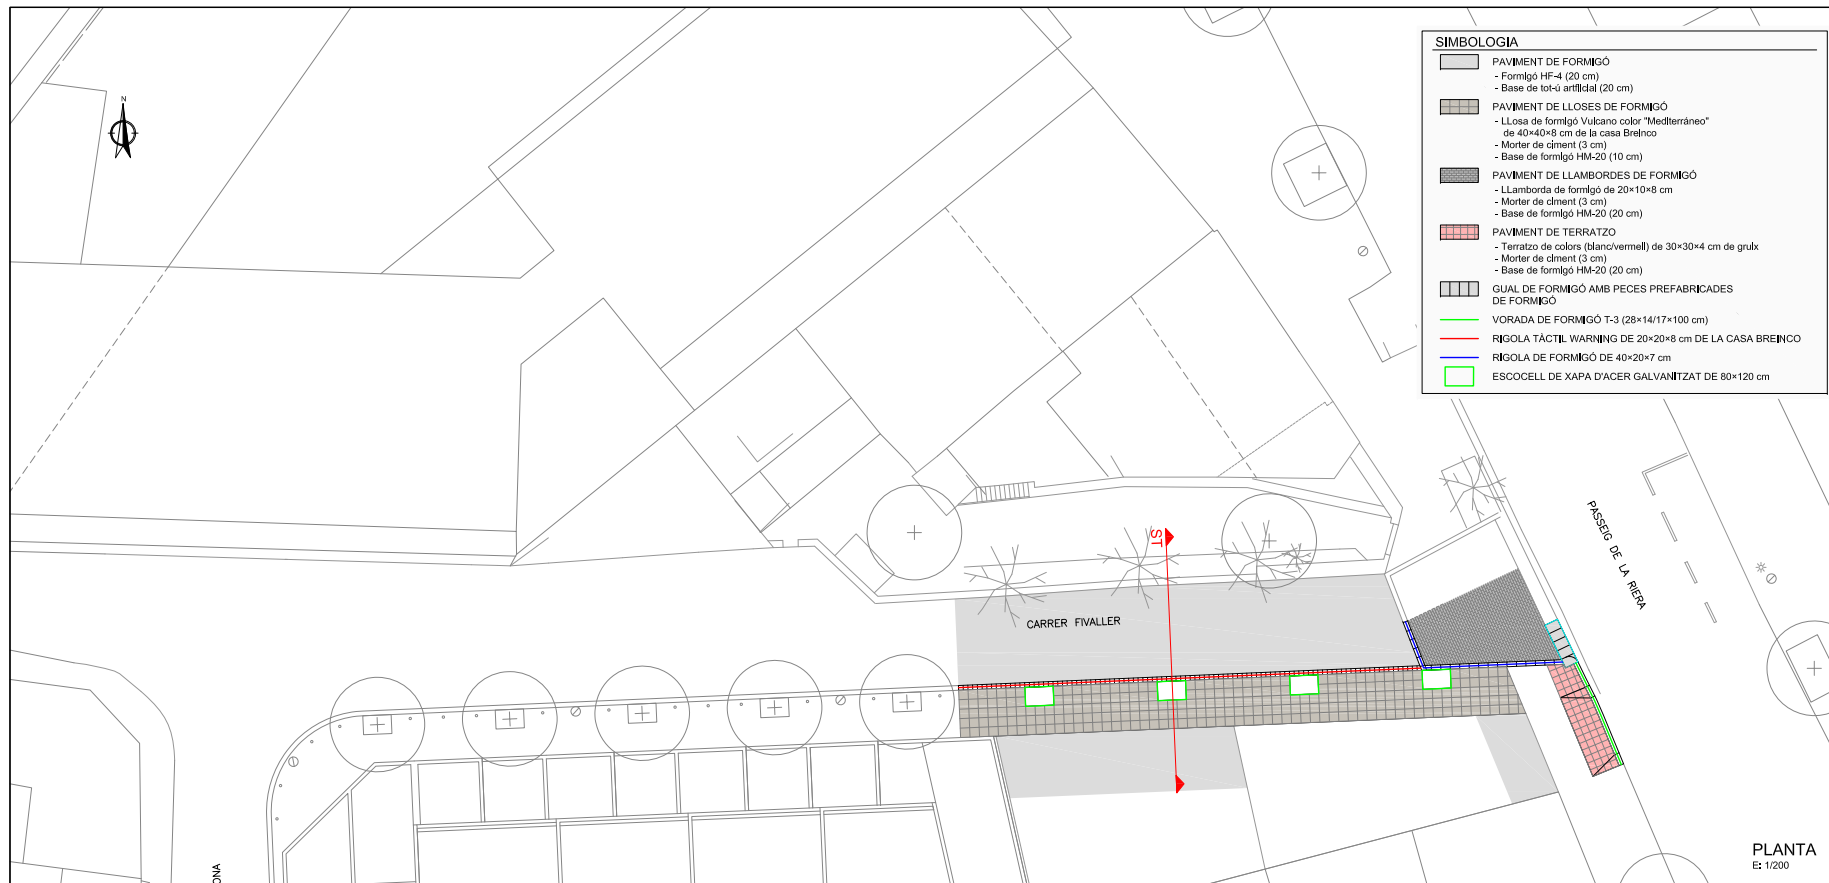 SIMBOLOGIA
PAVIMENT DE FORMIGÓ
- Formigó HF-4 (20 cm)
- Base de tot-ú artificial (20 cm)
PAVIMENT DE LLOSES DE FORMIGÓ
- LLosa de formigó Vulcano color "Mediterráneo"
de 40×40×8 cm de la casa Breinco
- Morter de ciment (3 cm)
- Base de formigó HM-20 (10 cm)
PAVIMENT DE LLAMBORDES DE FORMIGÓ
- LLamborda de formigó de 20×10×8 cm
- Morter de ciment (3 cm)
- Base de formigó HM-20 (20 cm)
PAVIMENT DE TERRATZO
- Terratzo de colors (blanc/vermell) de 30×30×4 cm de gruix
- Morter de ciment (3 cm)
- Base de formigó HM-20 (20 cm)
GUAL DE FORMIGÓ AMB PECES PREFABRICADES
DE FORMIGÓ
VORADA DE FORMIGÓ T-3 (28×14/17×100 cm)
RIGOLA TÀCTIL WARNING DE 20×20×8 cm DE LA CASA BREINCO
RIGOLA DE FORMIGÓ DE 40×20×7 cm
ESCOCELL DE XAPA D'ACER GALVANITZAT DE 80×120 cm
N
ST
PASSEIG DE LA RIERA
CARRER FIVALLER
ONA
PLANTA
E: 1/200